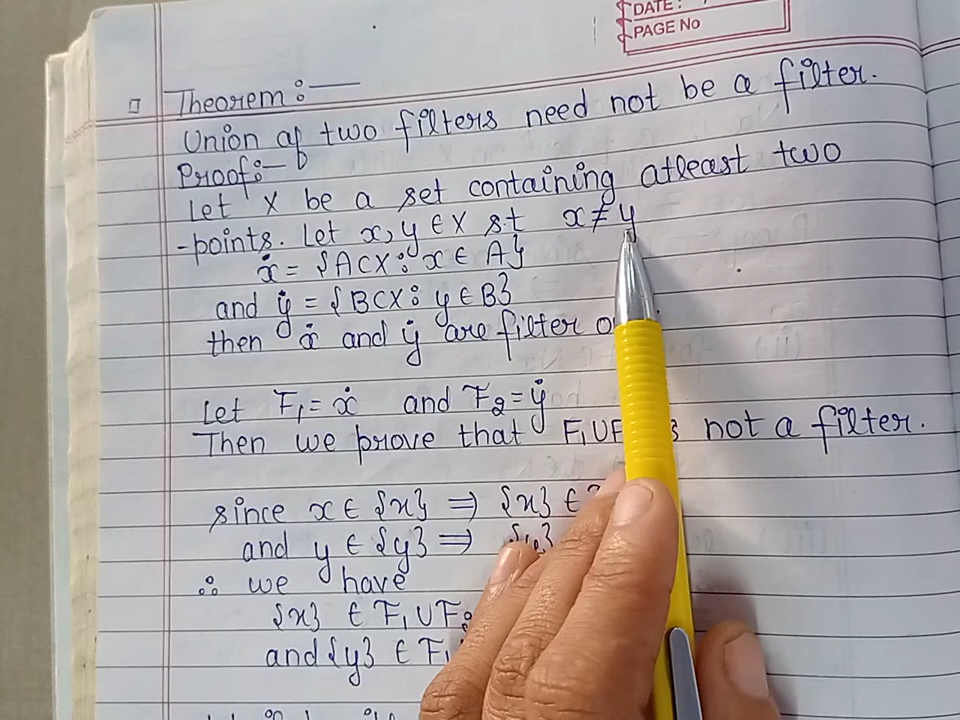 DATE:
PAGE No
Theorem:—
Union of two filters need not be a filter.
Proof:—
Let X be a set containing atleast two
-points. Let x, y ∈ X s.t x ≠ y
ẋ = {A⊂X : x ∈ A}
and ẏ = {B⊂X : y ∈ B}
then ẋ and ẏ are filter
Let F₁ = ẋ and F₂ = ẏ
Then we prove that F₁∪F not a filter.
since x ∈ {x} ⇒ {x} ∈
and y ∈ {y} ⇒ {y}
∴ we have
{x} ∈ F₁∪F₂
and {y} ∈ F₁